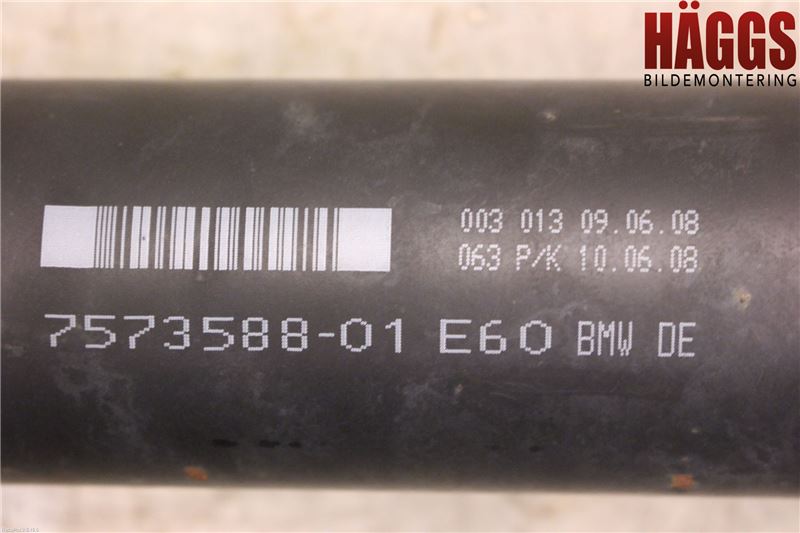 HÄGGS
BILDEMONTERING
003 013 09.06.08
063 P/K 10.06.08
7573588-01 E60 BMW DE